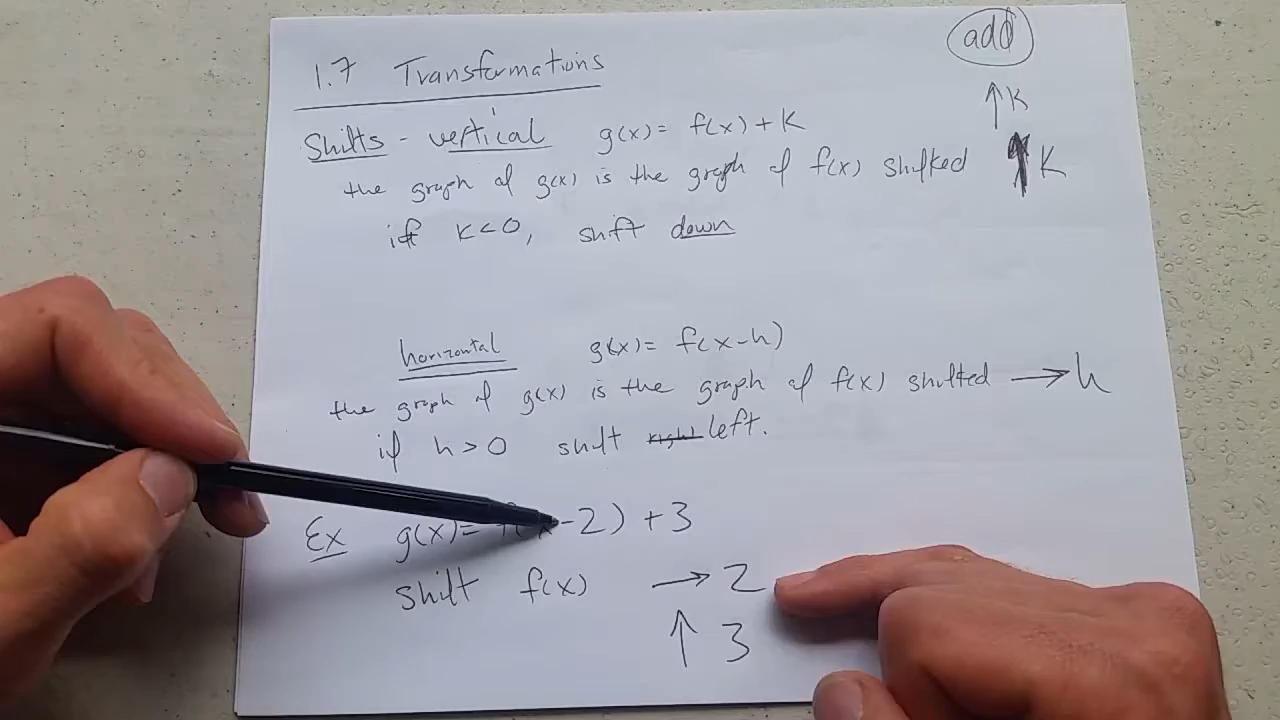 add
1.7 Transformations
↑ K
Shifts - vertical g(x) = f(x) + K
the graph of g(x) is the graph of f(x) shifted ↑ K
if K < 0, shift down
horizontal g(x) = f(x-h)
the graph of g(x) is the graph of f(x) shifted → h
if h > 0 shift right left.
Ex g(x) = -2) + 3
shift f(x) → 2
↑ 3